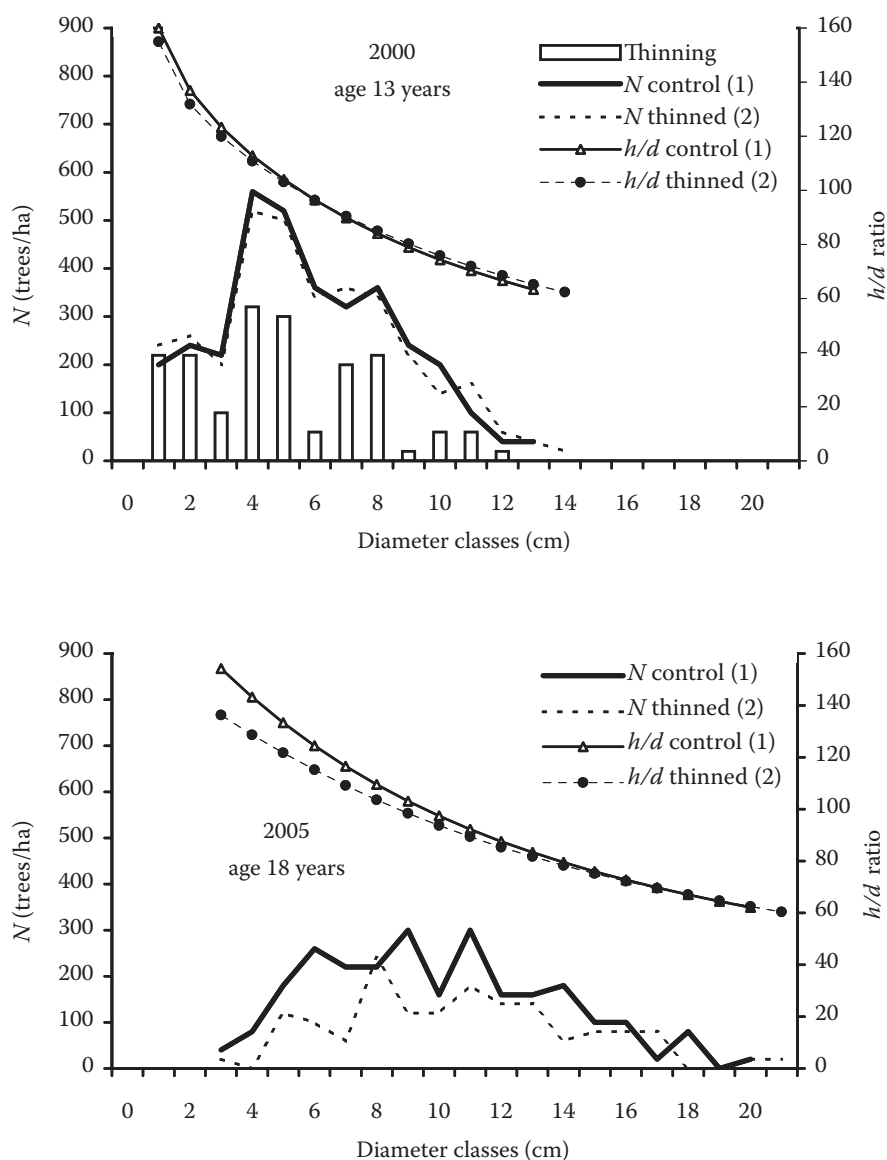 900
800
700
600
500
400
300
200
100
0
N (trees/ha)
2000
age 13 years
Thinning
N control (1)
N thinned (2)
h/d control (1)
h/d thinned (2)
160
140
120
100
80
60
40
20
0
h/d ratio
0 2 4 6 8 10 12 14 16 18 20
Diameter classes (cm)
900
800
700
600
500
400
300
200
100
0
N (trees/ha)
2005
age 18 years
N control (1)
N thinned (2)
h/d control (1)
h/d thinned (2)
160
140
120
100
80
60
40
20
0
h/d ratio
0 2 4 6 8 10 12 14 16 18 20
Diameter classes (cm)